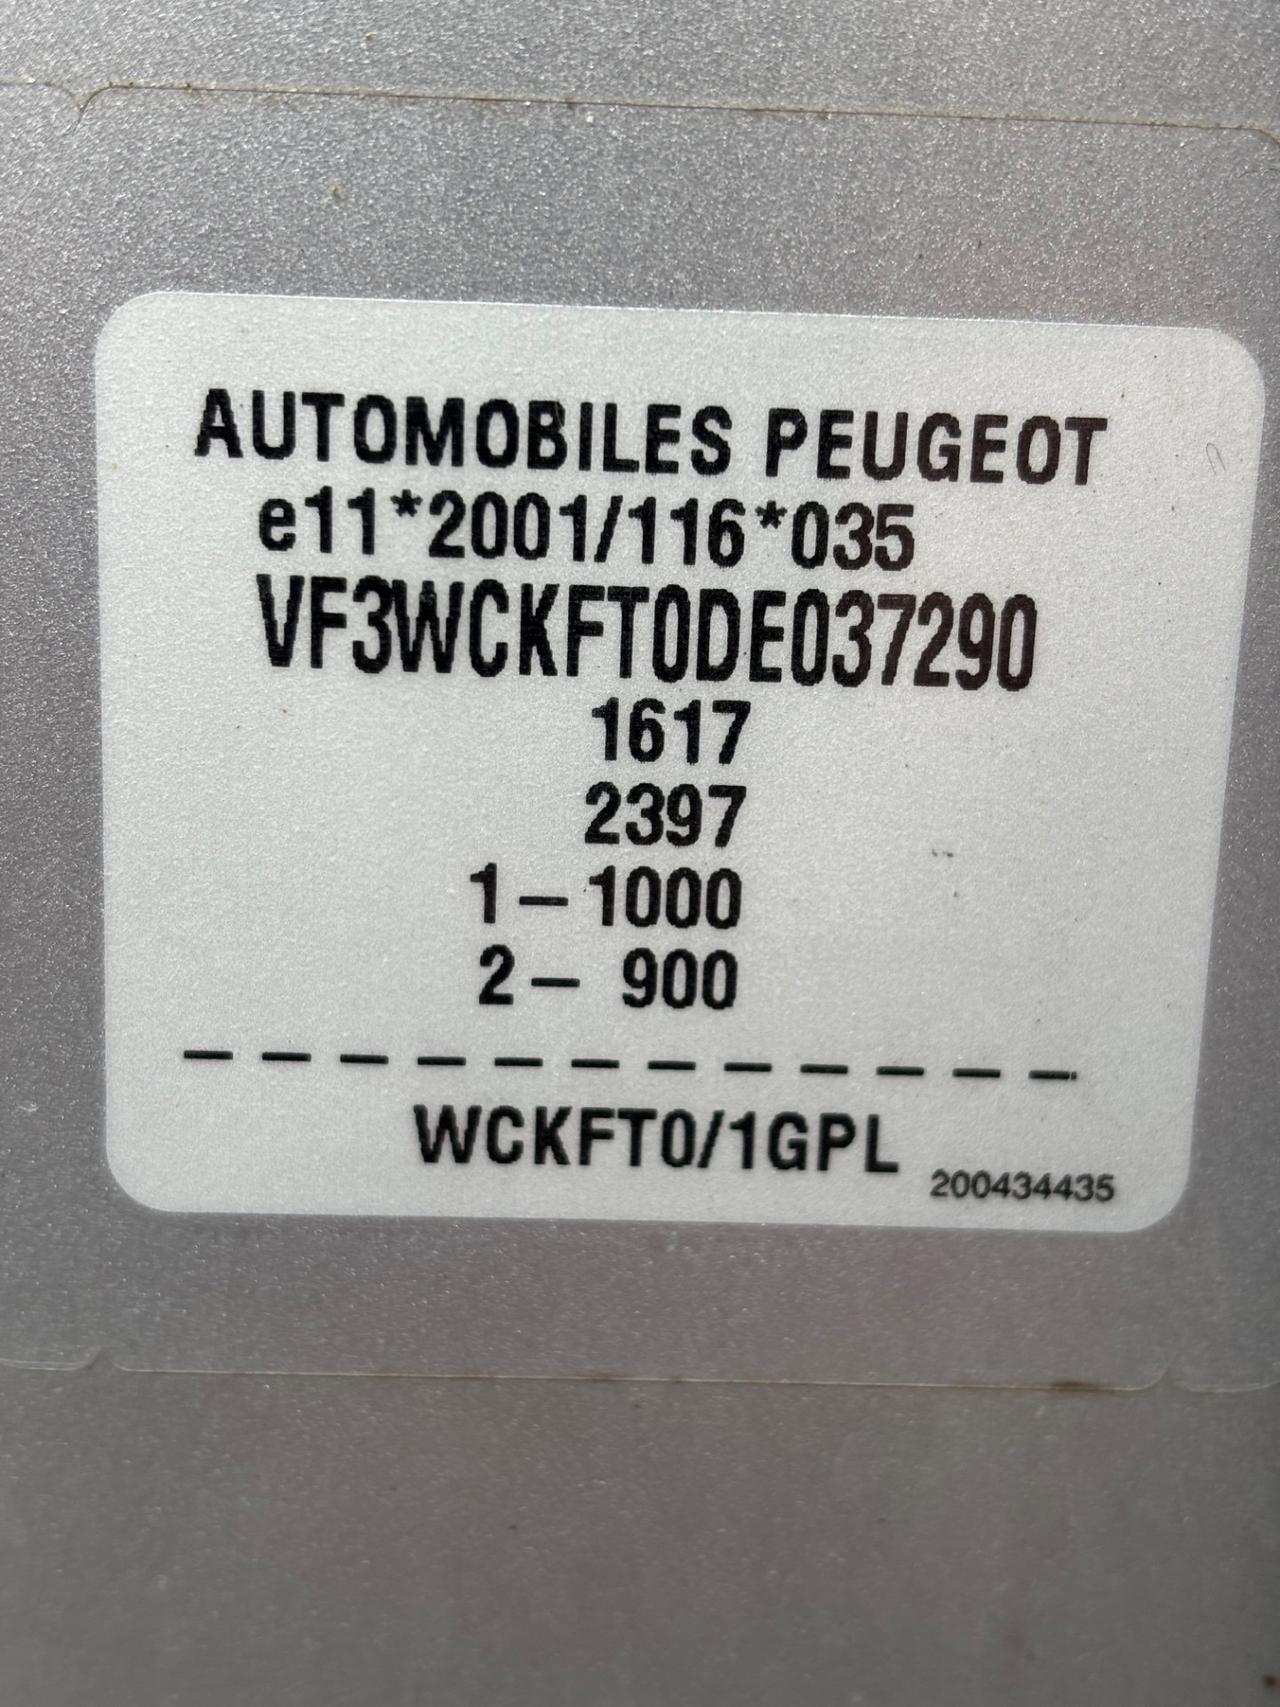 AUTOMOBILES PEUGEOT
e11*2001/116*035
VF3WCKFT0DE037290
1617
2397
1– 1000
2– 900
– – – – – – – – – – – –
WCKFT0/1GPL
200434435